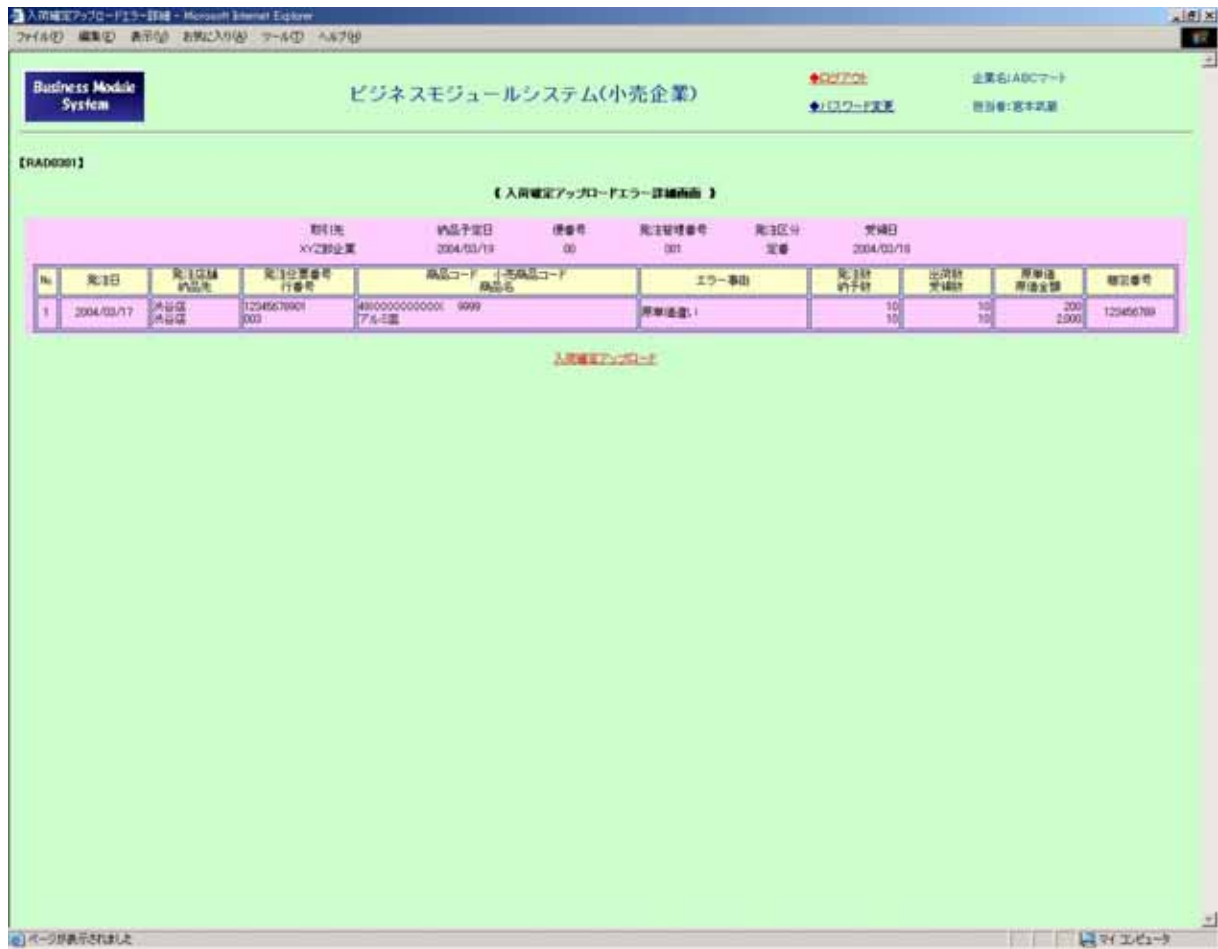 入荷確定アップロードエラー詳細 - Microsoft Internet Explorer
ファイル(F) 編集(E) 表示(V) お気に入り(A) ツール(T) ヘルプ(H)
Business Module System
ビジネスモジュールシステム(小売企業)
◆ログアウト
企業名:ABCマート
◆パスワード変更
担当者:宮本武蔵
【RAD0301】
【 入荷確定アップロードエラー詳細画面 】
取引先 納品予定日 便番号 発注管理番号 発注区分 受領日
XYZ卸企業 2004/03/19 00 001 定番 2004/03/18
No. 発注日 発注店舗 発注伝票番号 商品コード 小売商品コード エラー事由 発注数 出荷数 原単価 棚番号
納品先 行番号 商品名 納予数 受領数 原価金額
1 2004/03/17 渋谷店 12345678901 9999 原単価違い 10 10 200 123456789
渋谷店 003 10 10 2,000
入荷確定アップロード
ページが表示されました
マイ コンピュータ